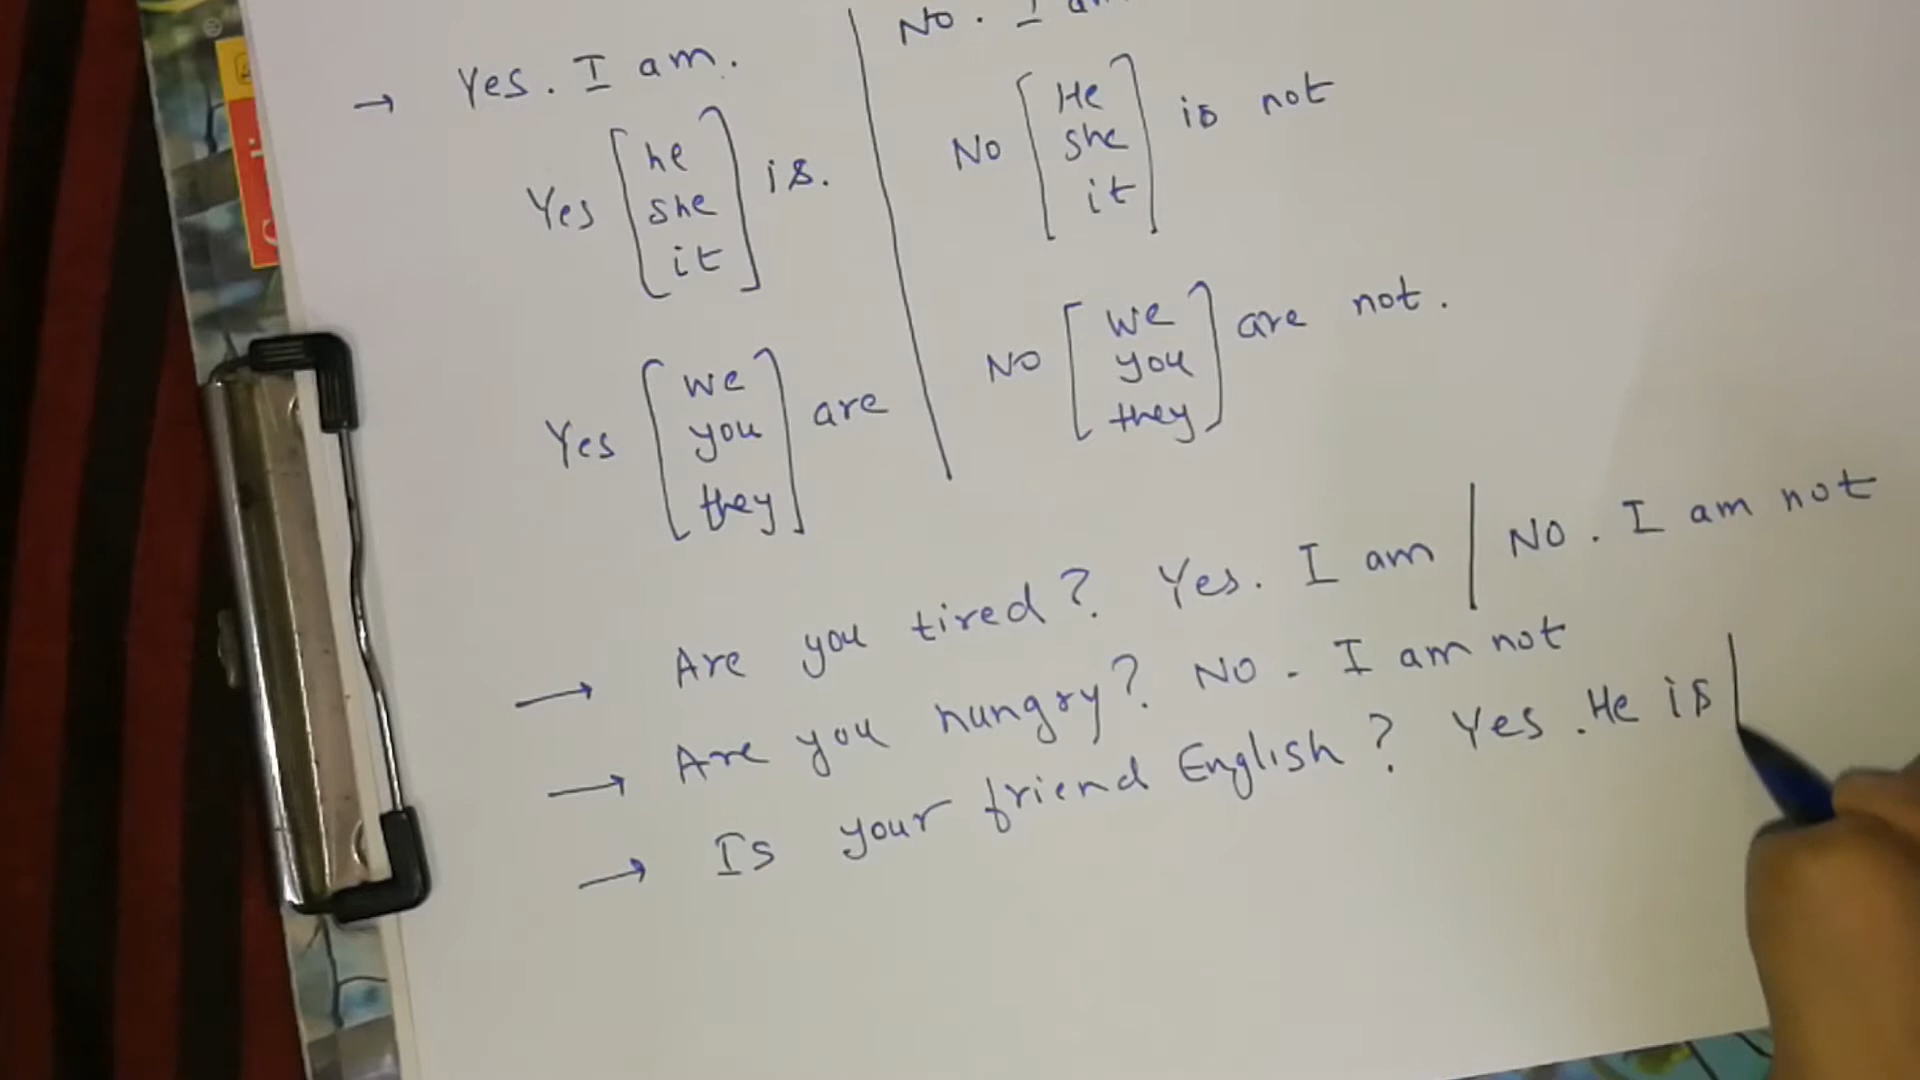 → Yes. I am. | No. I
Yes [he she it] is. | No [He she it] is not
Yes [we you they] are | No [we you they] are not.
→ Are you tired? Yes. I am | No. I am not
→ Are you hungry? No. I am not
→ Is your friend English? Yes. He is |